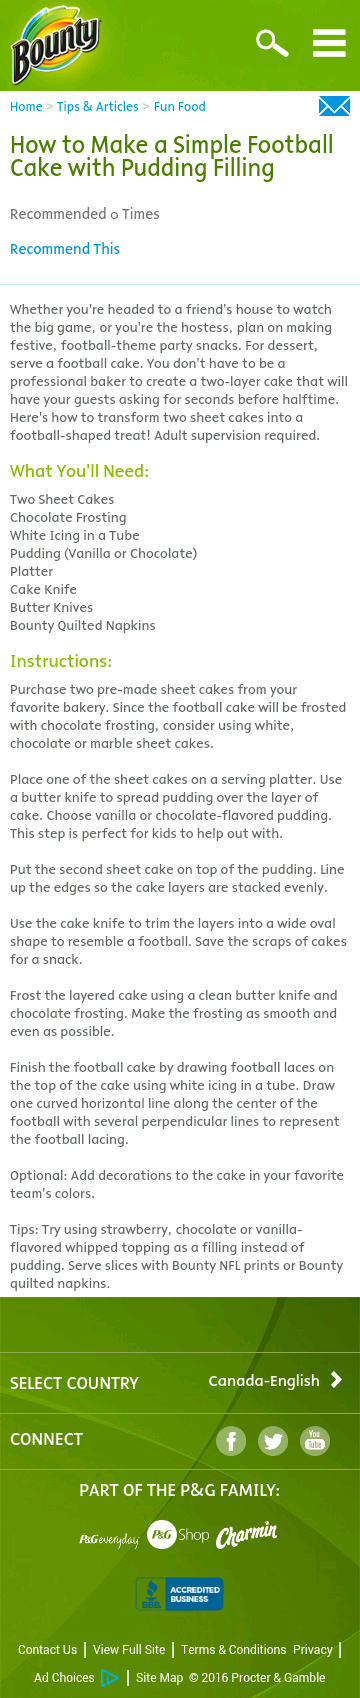 Bounty
Home > Tips & Articles > Fun Food
How to Make a Simple Football
Cake with Pudding Filling
Recommended 0 Times
Recommend This
Whether you're headed to a friend's house to watch
the big game, or you're the hostess, plan on making
festive, football-theme party snacks. For dessert,
serve a football cake. You don't have to be a
professional baker to create a two-layer cake that will
have your guests asking for seconds before halftime.
Here's how to transform two sheet cakes into a
football-shaped treat! Adult supervision required.
What You'll Need:
Two Sheet Cakes
Chocolate Frosting
White Icing in a Tube
Pudding (Vanilla or Chocolate)
Platter
Cake Knife
Butter Knives
Bounty Quilted Napkins
Instructions:
Purchase two pre-made sheet cakes from your
favorite bakery. Since the football cake will be frosted
with chocolate frosting, consider using white,
chocolate or marble sheet cakes.
Place one of the sheet cakes on a serving platter. Use
a butter knife to spread pudding over the layer of
cake. Choose vanilla or chocolate-flavored pudding.
This step is perfect for kids to help out with.
Put the second sheet cake on top of the pudding. Line
up the edges so the cake layers are stacked evenly.
Use the cake knife to trim the layers into a wide oval
shape to resemble a football. Save the scraps of cakes
for a snack.
Frost the layered cake using a clean butter knife and
chocolate frosting. Make the frosting as smooth and
even as possible.
Finish the football cake by drawing football laces on
the top of the cake using white icing in a tube. Draw
one curved horizontal line along the center of the
football with several perpendicular lines to represent
the football lacing.
Optional: Add decorations to the cake in your favorite
team's colors.
Tips: Try using strawberry, chocolate or vanilla-
flavored whipped topping as a filling instead of
pudding. Serve slices with Bounty NFL prints or Bounty
quilted napkins.
SELECT COUNTRY Canada-English
CONNECT You Tube
PART OF THE P&G FAMILY:
P&G everyday P&G Shop Charmin
BBB ACCREDITED BUSINESS
Contact Us | View Full Site | Terms & Conditions Privacy |
Ad Choices | Site Map © 2016 Procter & Gamble